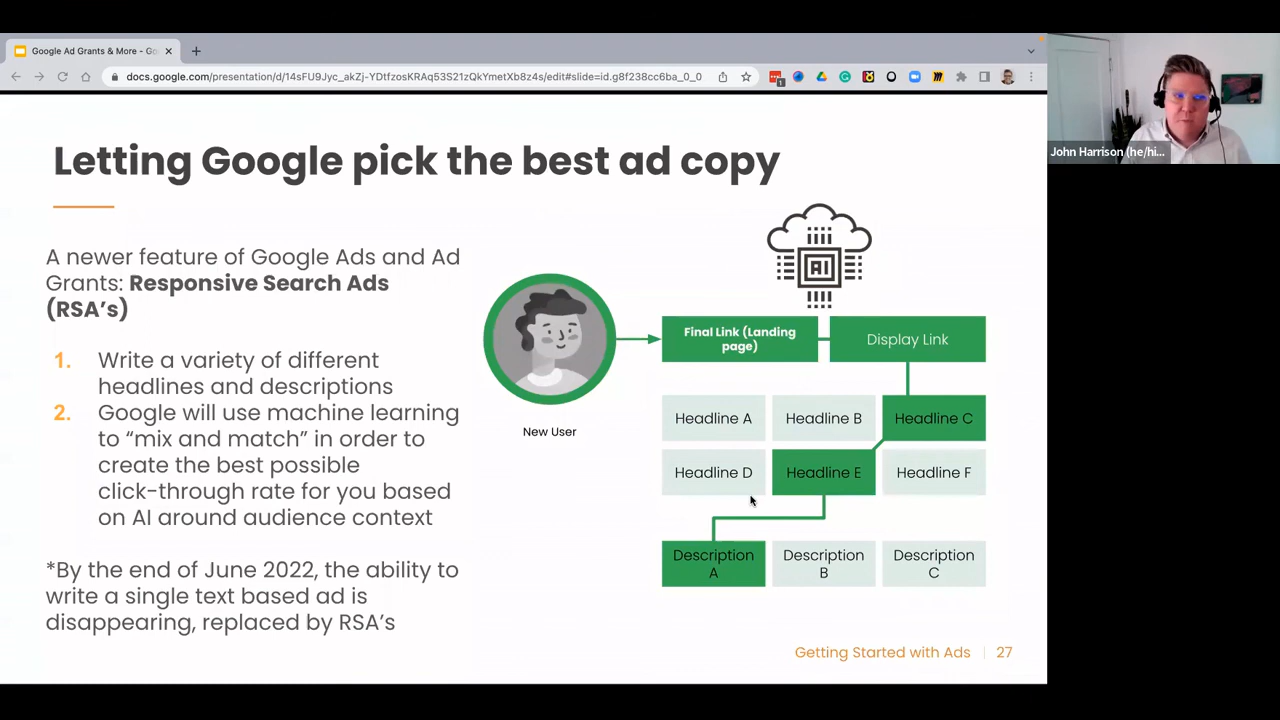 Google Ad Grants & More - Go
docs.google.com/presentation/d/14sFU9Jyc_akZj-YDtfzosKRAq53S21zQkYmetXb8z4s/edit#slide=id.g8f238cc6ba_0_0
John Harrison (he/hi...
Letting Google pick the best ad copy
A newer feature of Google Ads and Ad
Grants: Responsive Search Ads
(RSA's)
1. Write a variety of different
headlines and descriptions
2. Google will use machine learning
to “mix and match” in order to
create the best possible
click-through rate for you based
on AI around audience context
*By the end of June 2022, the ability to
write a single text based ad is
disappearing, replaced by RSA's
New User
AI
Final Link (Landing
page)
Display Link
Headline A
Headline B
Headline C
Headline D
Headline E
Headline F
Description
A
Description
B
Description
C
Getting Started with Ads | 27